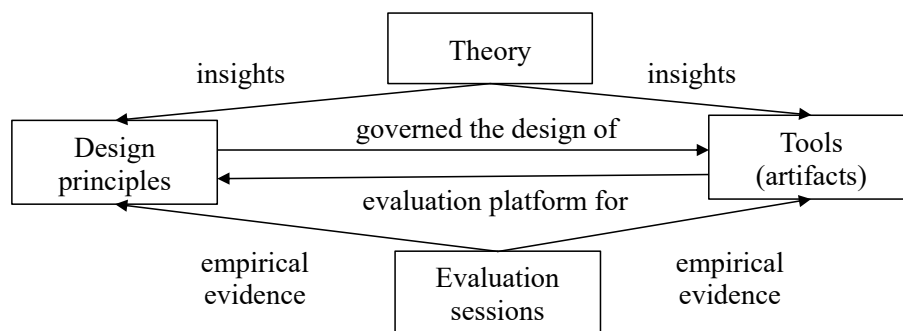 Theory
insights
insights
governed the design of
Design
principles
Tools
(artifacts)
evaluation platform for
empirical
evidence
Evaluation
sessions
empirical
evidence